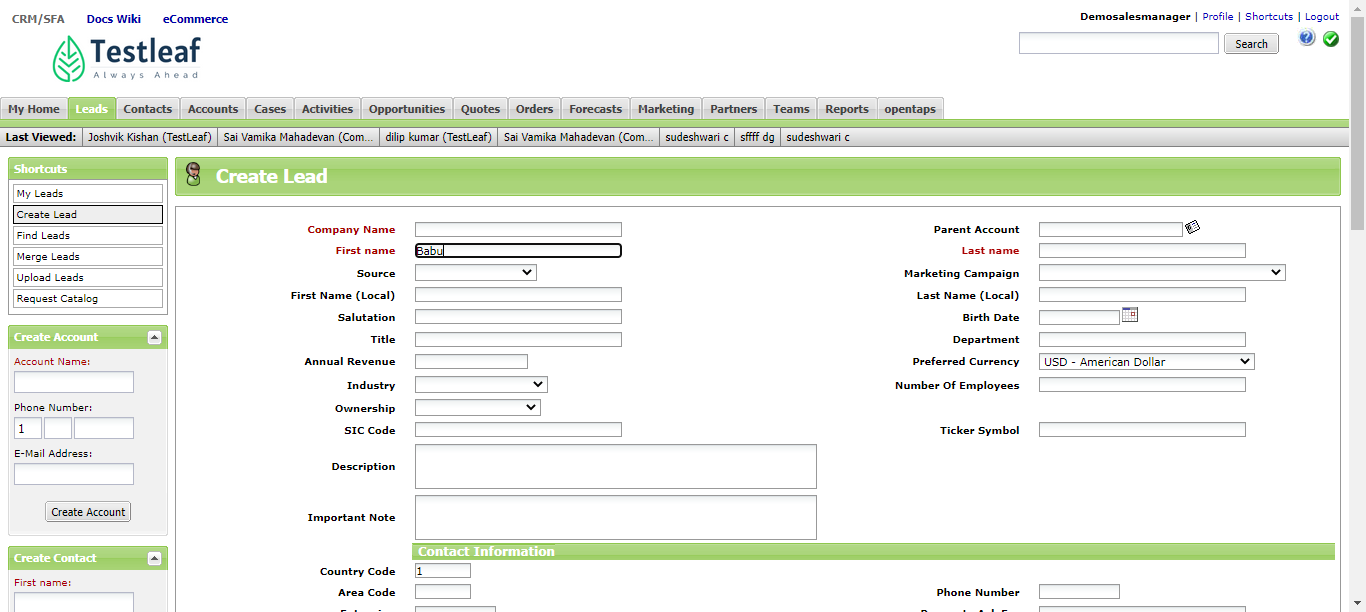 CRM/SFA Docs Wiki eCommerce
Demosalesmanager | Profile | Shortcuts | Logout
Testleaf
Always Ahead
Search
My Home Leads Contacts Accounts Cases Activities Opportunities Quotes Orders Forecasts Marketing Partners Teams Reports opentaps
Last Viewed: Joshvik Kishan (TestLeaf) Sai Vamika Mahadevan (Com... dilip kumar (TestLeaf) Sai Vamika Mahadevan (Com... sudeshwari c sffff dg sudeshwari c
Shortcuts
My Leads
Create Lead
Find Leads
Merge Leads
Upload Leads
Request Catalog
Create Account
Account Name:
Phone Number:
1
E-Mail Address:
Create Account
Create Contact
First name:
Create Lead
Company Name Parent Account
First name Babu Last name
Source Marketing Campaign
First Name (Local) Last Name (Local)
Salutation Birth Date
Title Department
Annual Revenue Preferred Currency USD - American Dollar
Industry Number Of Employees
Ownership
SIC Code Ticker Symbol
Description
Important Note
Contact Information
Country Code 1
Area Code Phone Number